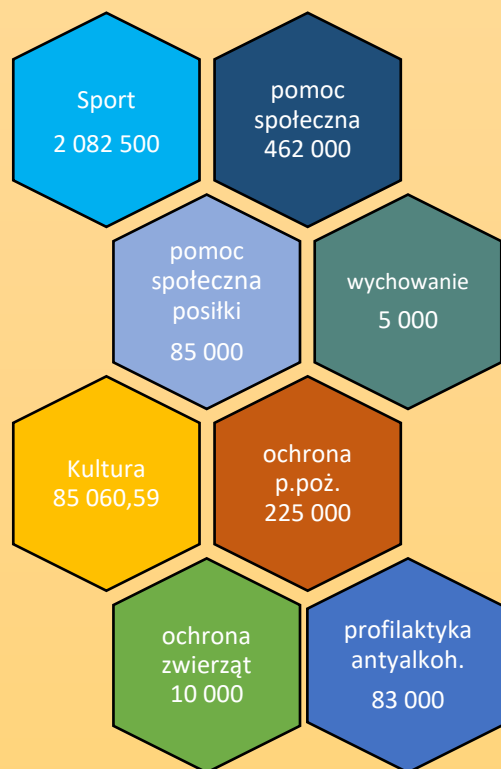 Sport
2 082 500
pomoc
społeczna
462 000
pomoc
społeczna
posiłki
85 000
wychowanie
5 000
Kultura
85 060,59
ochrona
p.poż.
225 000
ochrona
zwierząt
10 000
profilaktyka
antyalkoh.
83 000